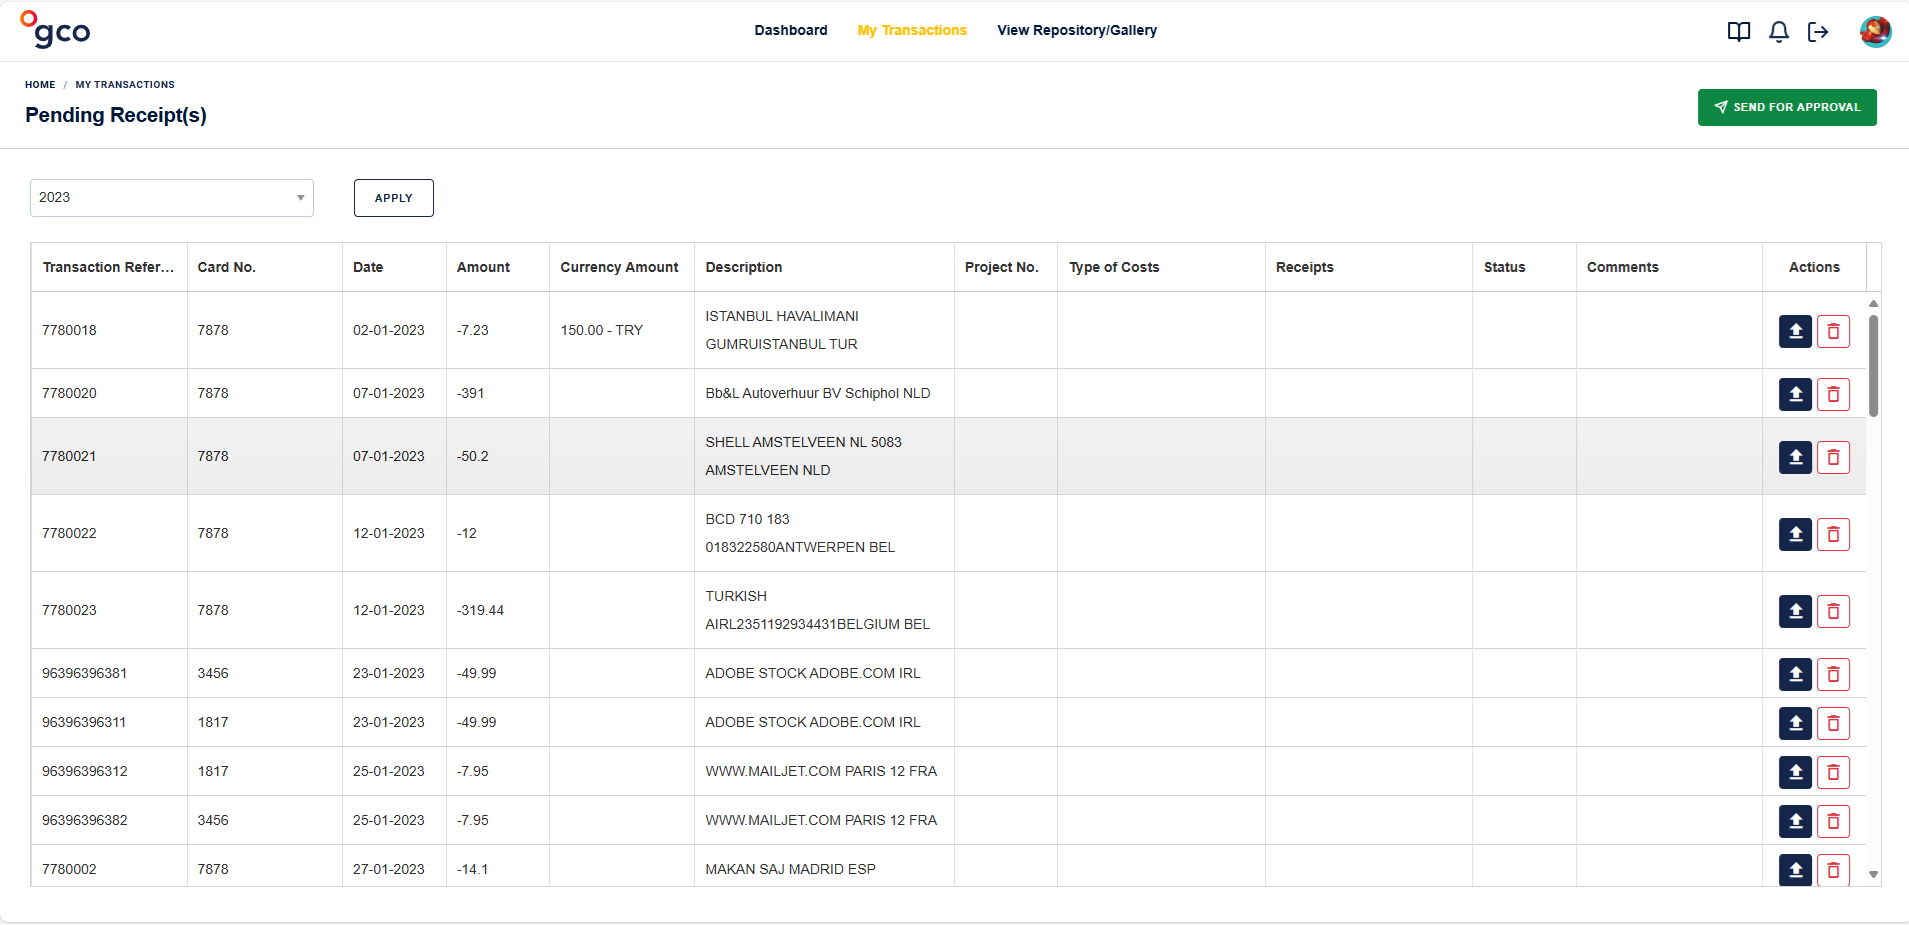 gco
Dashboard My Transactions View Repository/Gallery
HOME / MY TRANSACTIONS
Pending Receipt(s)
SEND FOR APPROVAL
2023
APPLY
Transaction Refer... Card No. Date Amount Currency Amount Description Project No. Type of Costs Receipts Status Comments Actions
7780018 7878 02-01-2023 -7.23 150.00 - TRY ISTANBUL HAVALIMANI
GUMRUISTANBUL TUR
7780020 7878 07-01-2023 -391 Bb&L Autoverhuur BV Schiphol NLD
7780021 7878 07-01-2023 -50.2 SHELL AMSTELVEEN NL 5083
AMSTELVEEN NLD
7780022 7878 12-01-2023 -12 BCD 710 183
018322580ANTWERPEN BEL
7780023 7878 12-01-2023 -319.44 TURKISH
AIRL2351192934431BELGIUM BEL
96396396381 3456 23-01-2023 -49.99 ADOBE STOCK ADOBE.COM IRL
96396396311 1817 23-01-2023 -49.99 ADOBE STOCK ADOBE.COM IRL
96396396312 1817 25-01-2023 -7.95 WWW.MAILJET.COM PARIS 12 FRA
96396396382 3456 25-01-2023 -7.95 WWW.MAILJET.COM PARIS 12 FRA
7780002 7878 27-01-2023 -14.1 MAKAN SAJ MADRID ESP